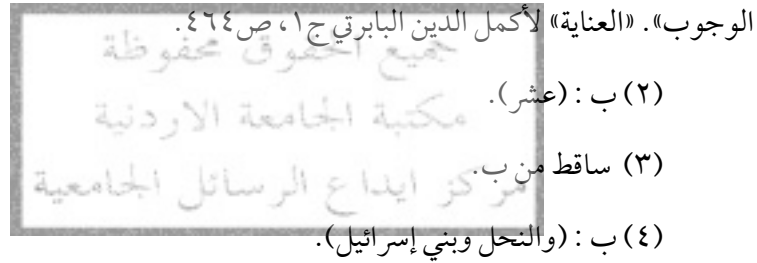 الوجوب». «العناية» لأكمل الدين البابرتي ج١، ص٤٦٤.
جميع الحقوق محفوظة
(٢) ب : (عشر).
مكتبة الجامعة الاردنية
(٣) ساقط من ب.
مركز ايداع الرسائل الجامعية
(٤) ب : (والنحل وبني إسرائيل).